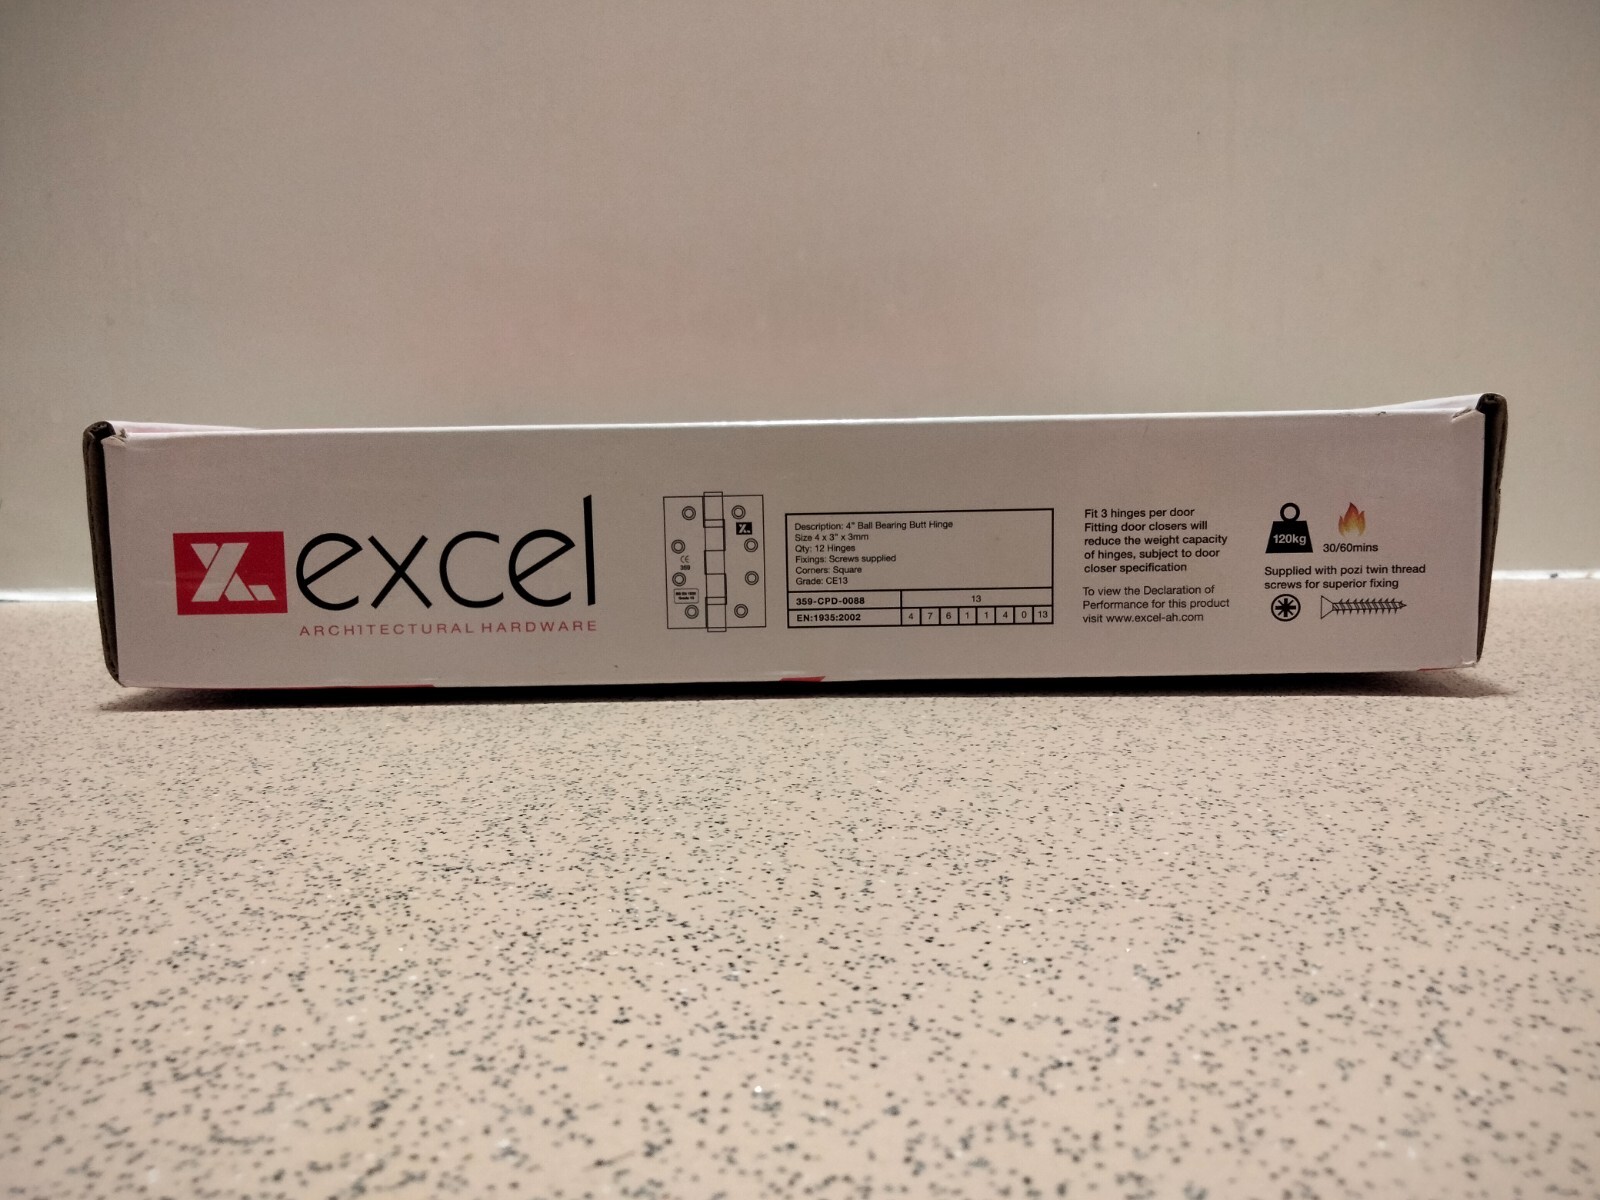 excel
ARCHITECTURAL HARDWARE
CE
359
Description: 4" Ball Bearing Butt Hinge
Size 4 x 3" x 3mm
Qty: 12 Hinges
Fixings: Screws supplied
Corners: Square
Grade: CE13
359-CPD-0088 13
EN:1935:2002 4 7 6 1 1 4 0 13
Fit 3 hinges per door
Fitting door closers will
reduce the weight capacity
of hinges, subject to door
closer specification
To view the Declaration of
Performance for this product
visit www.excel-ah.com
120kg
30/60mins
Supplied with pozi twin thread
screws for superior fixing